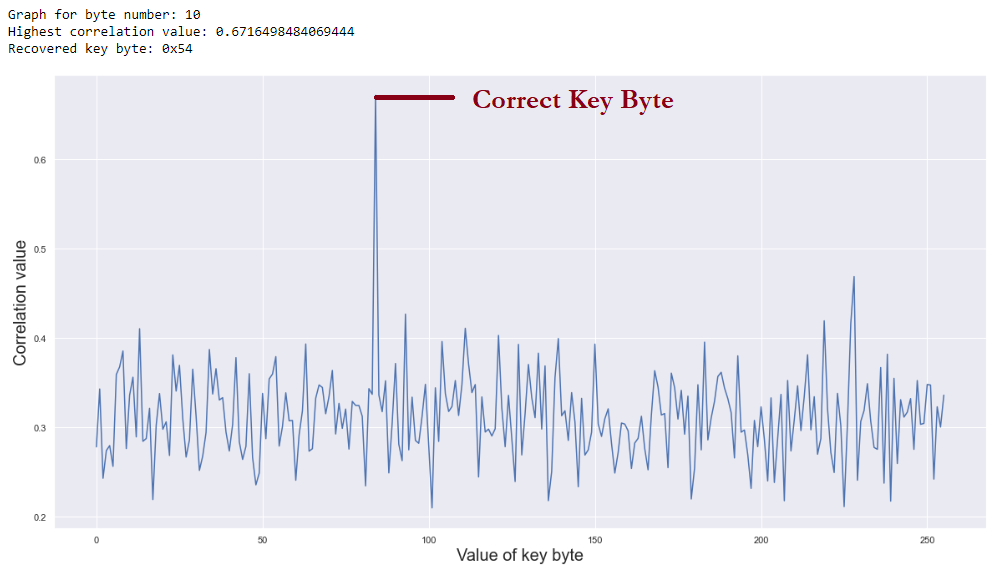 Graph for byte number: 10
Highest correlation value: 0.6716498484069444
Recovered key byte: 0x54
Correct Key Byte
0.6
0.5
0.4
0.3
0.2
Correlation value
0 50 100 150 200 250
Value of key byte